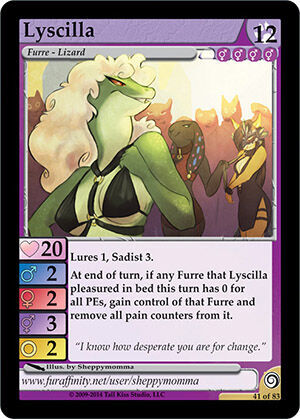 Lyscilla
12
Furre - Lizard
20
2
2
3
2
Lures 1, Sadist 3.
At end of turn, if any Furre that Lyscilla
pleasured in bed this turn has 0 for
all PEs, gain control of that Furre and
remove all pain counters from it.
"I know how desperate you are for change."
Illus. by Sheppymomma
www.furaffinity.net/user/sheppymomma
© 2009-2014 Tall Kiss Studio, LLC
41 of 83